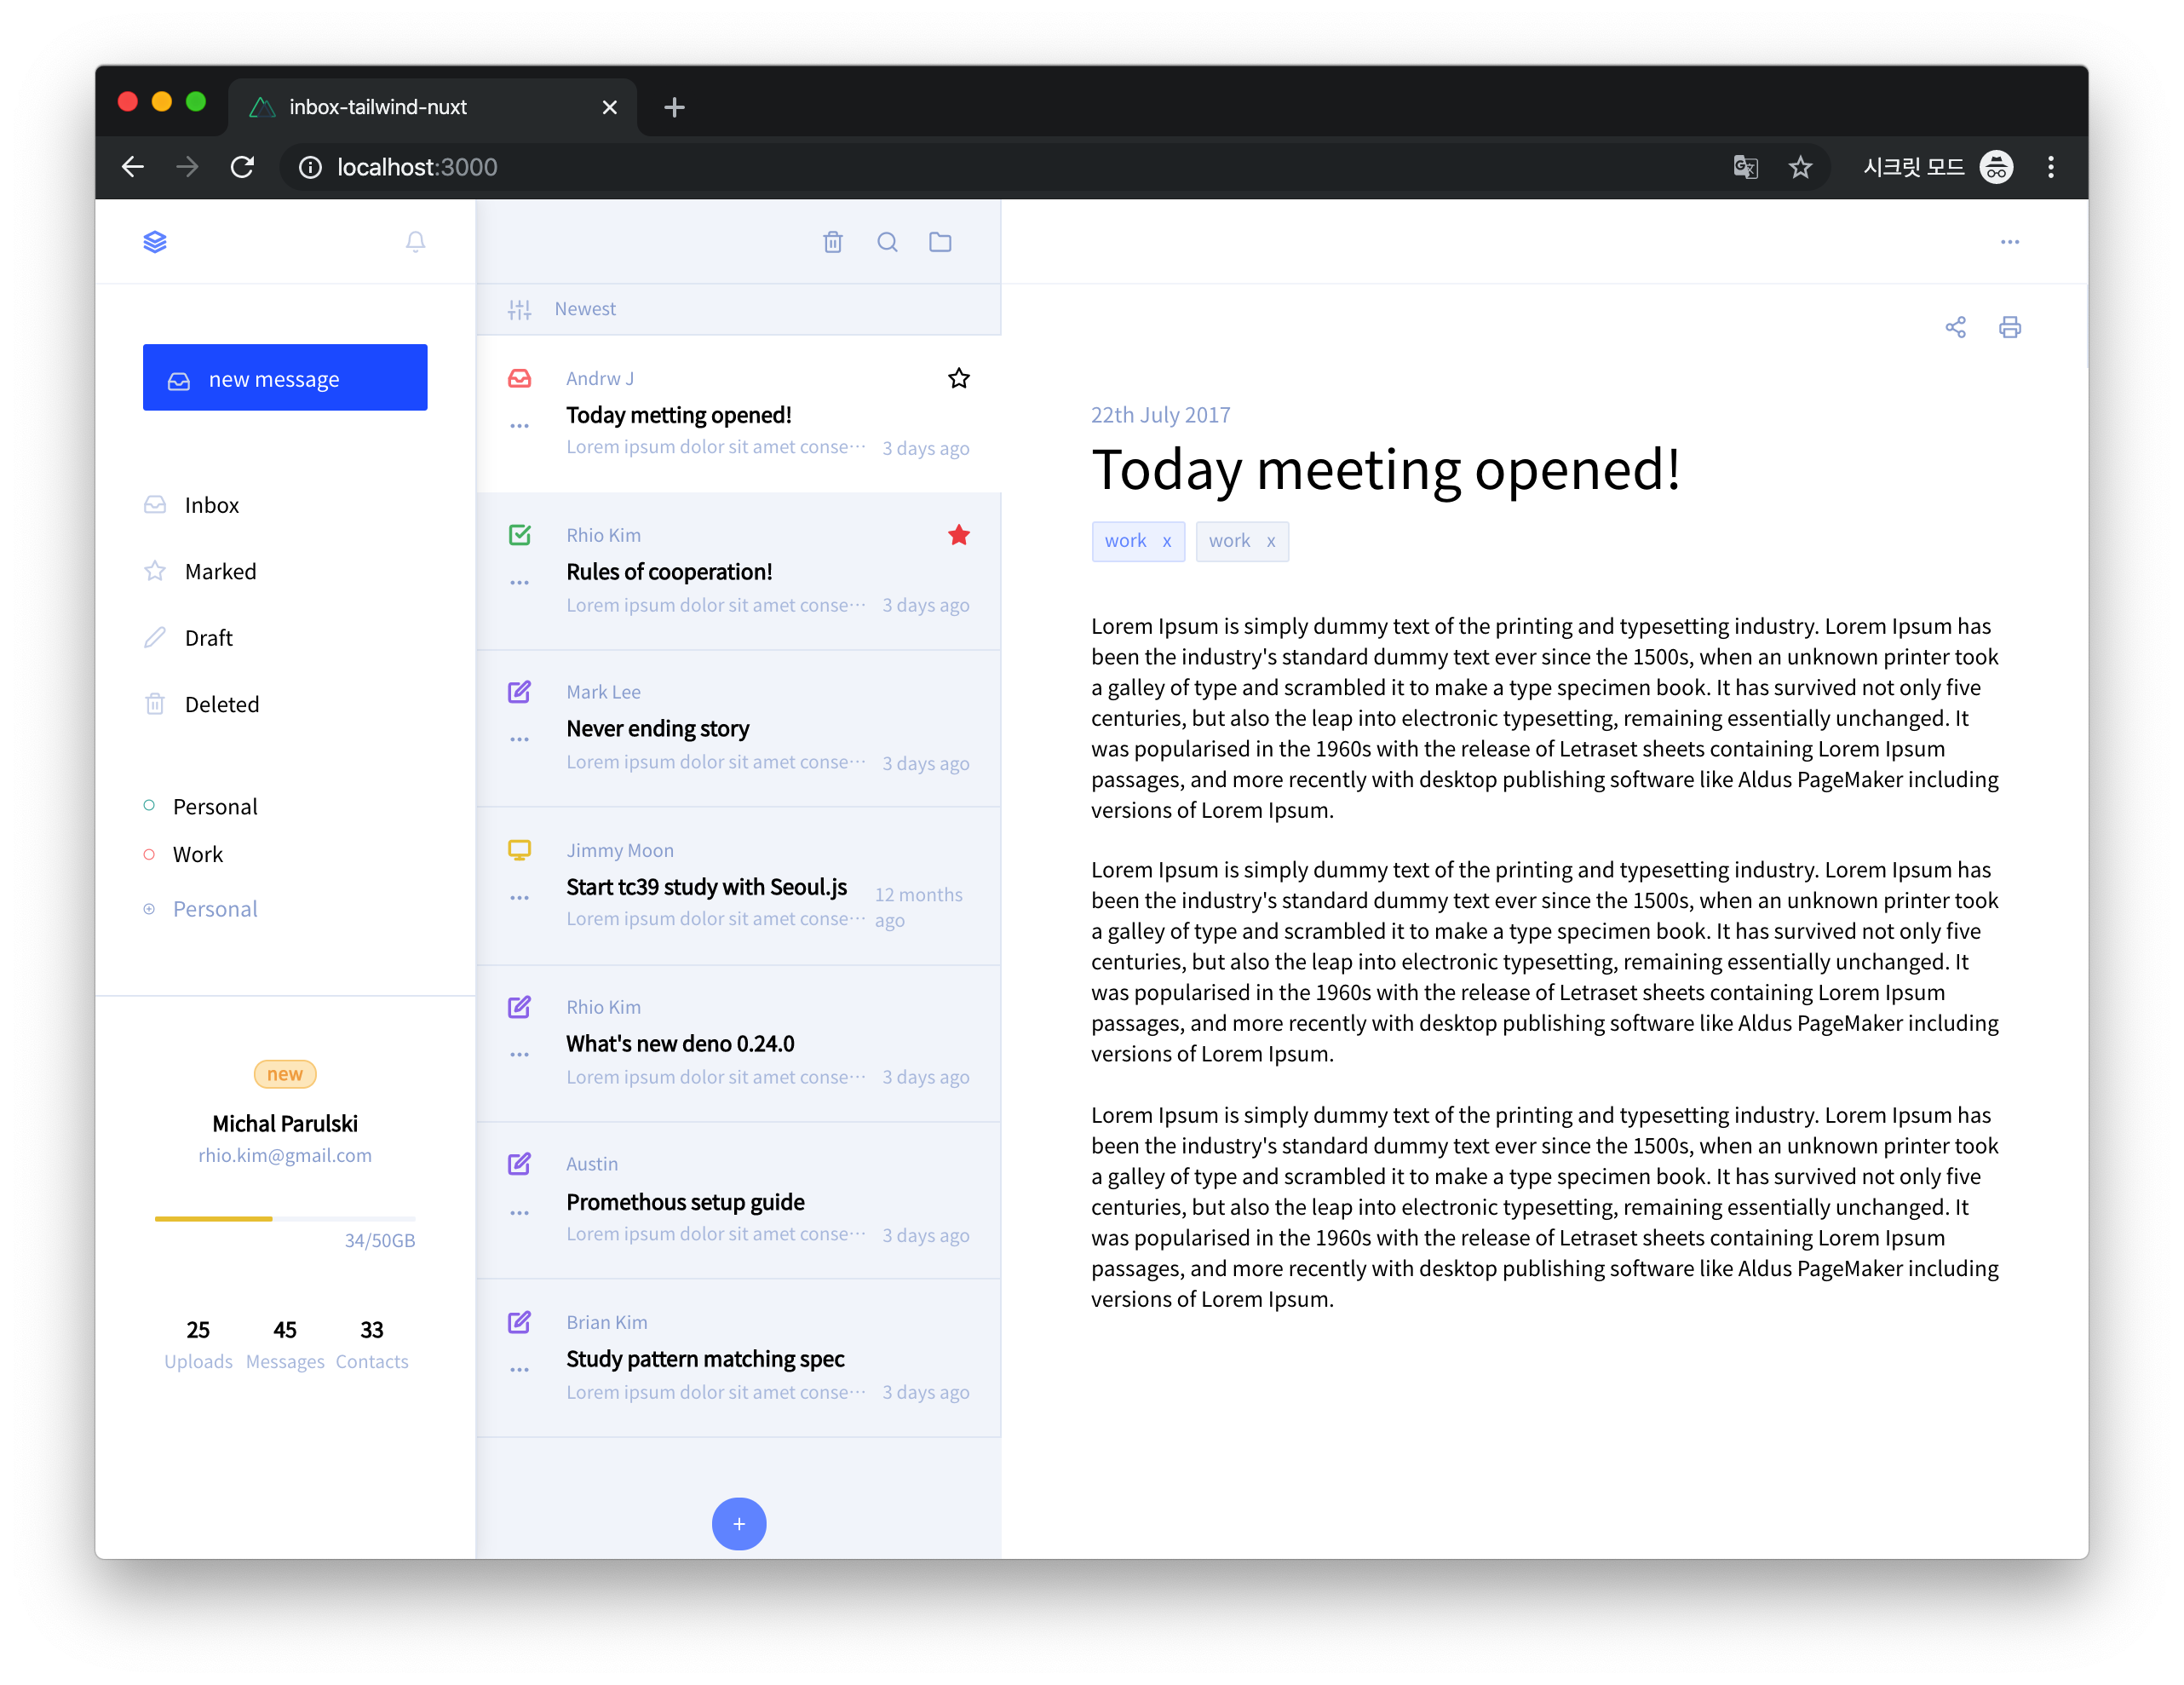 inbox-tailwind-nuxt
localhost:3000
시크릿 모드
new message
Inbox
Marked
Draft
Deleted
Personal
Work
Personal
new
Michal Parulski
rhio.kim@gmail.com
34/50GB
25 45 33
Uploads Messages Contacts
Newest
Andrw J
Today metting opened!
Lorem ipsum dolor sit amet conse… 3 days ago
Rhio Kim
Rules of cooperation!
Lorem ipsum dolor sit amet conse… 3 days ago
Mark Lee
Never ending story
Lorem ipsum dolor sit amet conse… 3 days ago
Jimmy Moon
Start tc39 study with Seoul.js
Lorem ipsum dolor sit amet conse…
12 months
ago
Rhio Kim
What's new deno 0.24.0
Lorem ipsum dolor sit amet conse… 3 days ago
Austin
Promethous setup guide
Lorem ipsum dolor sit amet conse… 3 days ago
Brian Kim
Study pattern matching spec
Lorem ipsum dolor sit amet conse… 3 days ago
+
22th July 2017
Today meeting opened!
work x work x
Lorem Ipsum is simply dummy text of the printing and typesetting industry. Lorem Ipsum has
been the industry's standard dummy text ever since the 1500s, when an unknown printer took
a galley of type and scrambled it to make a type specimen book. It has survived not only five
centuries, but also the leap into electronic typesetting, remaining essentially unchanged. It
was popularised in the 1960s with the release of Letraset sheets containing Lorem Ipsum
passages, and more recently with desktop publishing software like Aldus PageMaker including
versions of Lorem Ipsum.
Lorem Ipsum is simply dummy text of the printing and typesetting industry. Lorem Ipsum has
been the industry's standard dummy text ever since the 1500s, when an unknown printer took
a galley of type and scrambled it to make a type specimen book. It has survived not only five
centuries, but also the leap into electronic typesetting, remaining essentially unchanged. It
was popularised in the 1960s with the release of Letraset sheets containing Lorem Ipsum
passages, and more recently with desktop publishing software like Aldus PageMaker including
versions of Lorem Ipsum.
Lorem Ipsum is simply dummy text of the printing and typesetting industry. Lorem Ipsum has
been the industry's standard dummy text ever since the 1500s, when an unknown printer took
a galley of type and scrambled it to make a type specimen book. It has survived not only five
centuries, but also the leap into electronic typesetting, remaining essentially unchanged. It
was popularised in the 1960s with the release of Letraset sheets containing Lorem Ipsum
passages, and more recently with desktop publishing software like Aldus PageMaker including
versions of Lorem Ipsum.